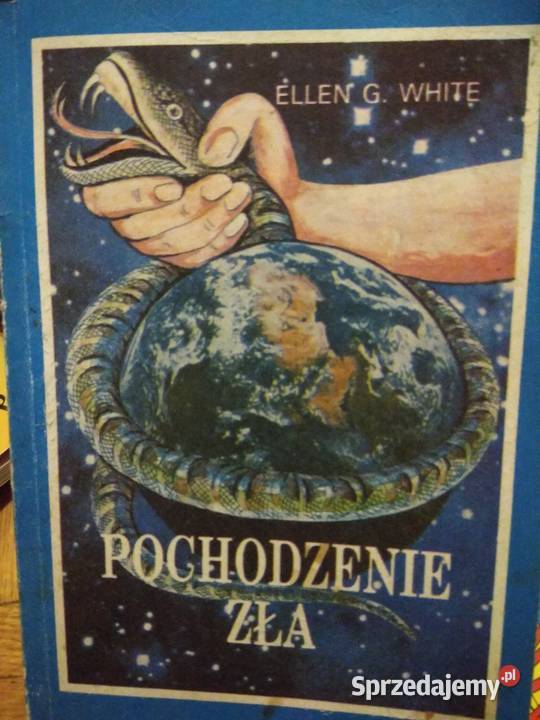 ELLEN G. WHITE
POCHODZENIE
ZŁA
Sprzedajemy.pl